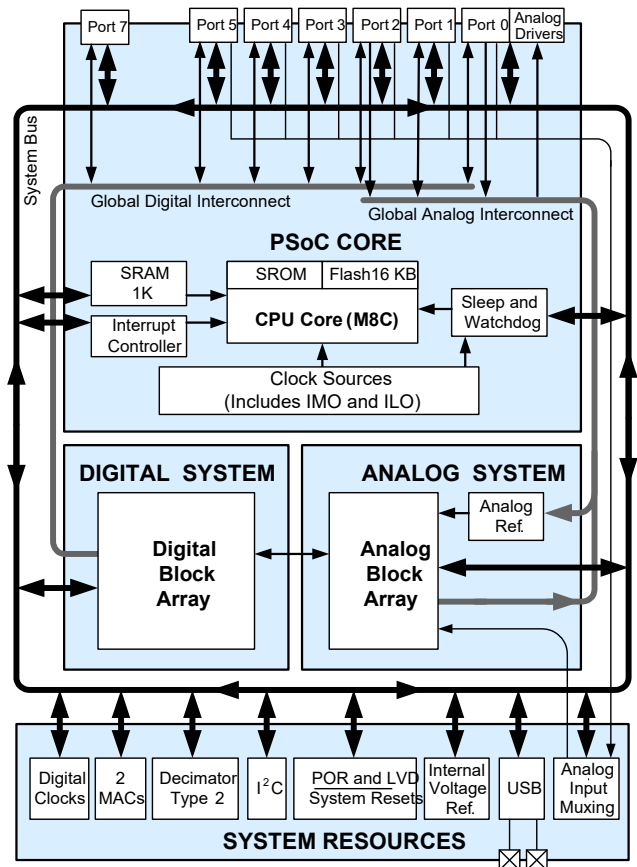 Port 7
Port 5
Port 4
Port 3
Port 2
Port 1
Port 0
Analog
Drivers
System Bus
Global Digital Interconnect
Global Analog Interconnect
PSoC CORE
SRAM
1K
SROM
Flash16 KB
Sleep and
Watchdog
Interrupt
Controller
CPU Core (M8C)
Clock Sources
(Includes IMO and ILO)
DIGITAL SYSTEM
ANALOG SYSTEM
Digital
Block
Array
Analog
Block
Array
Analog
Ref.
Digital
Clocks
2
MACs
Decimator
Type 2
I²C
POR and LVD
System Resets
Internal
Voltage
Ref.
USB
Analog
Input
Muxing
SYSTEM RESOURCES